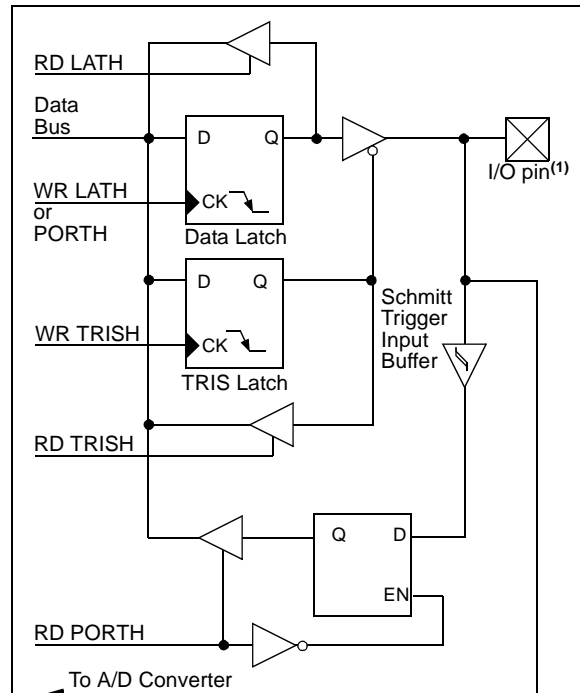 RD LATH
Data
Bus
D Q
I/O pin(1)
WR LATH
or
PORTH
CK
Data Latch
D Q
Schmitt
Trigger
Input
Buffer
WR TRISH
CK
TRIS Latch
RD TRISH
Q D
EN
RD PORTH
To A/D Converter